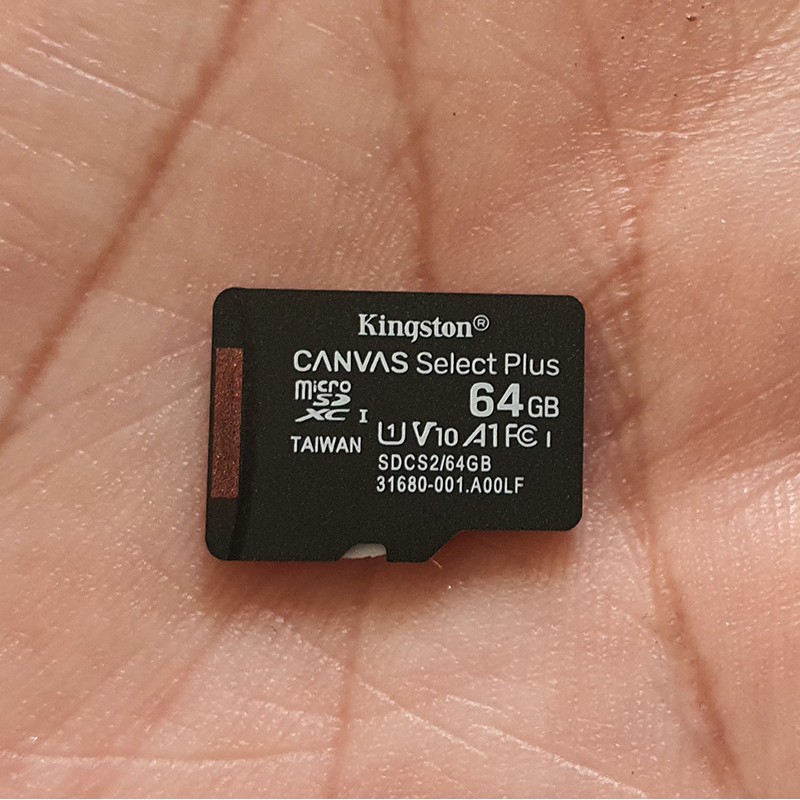 Kingston®
CANVAS Select Plus
64GB
micro SD XC I
U1 V10 A1 FC I
TAIWAN
SDCS2/64GB
31680-001.A00LF